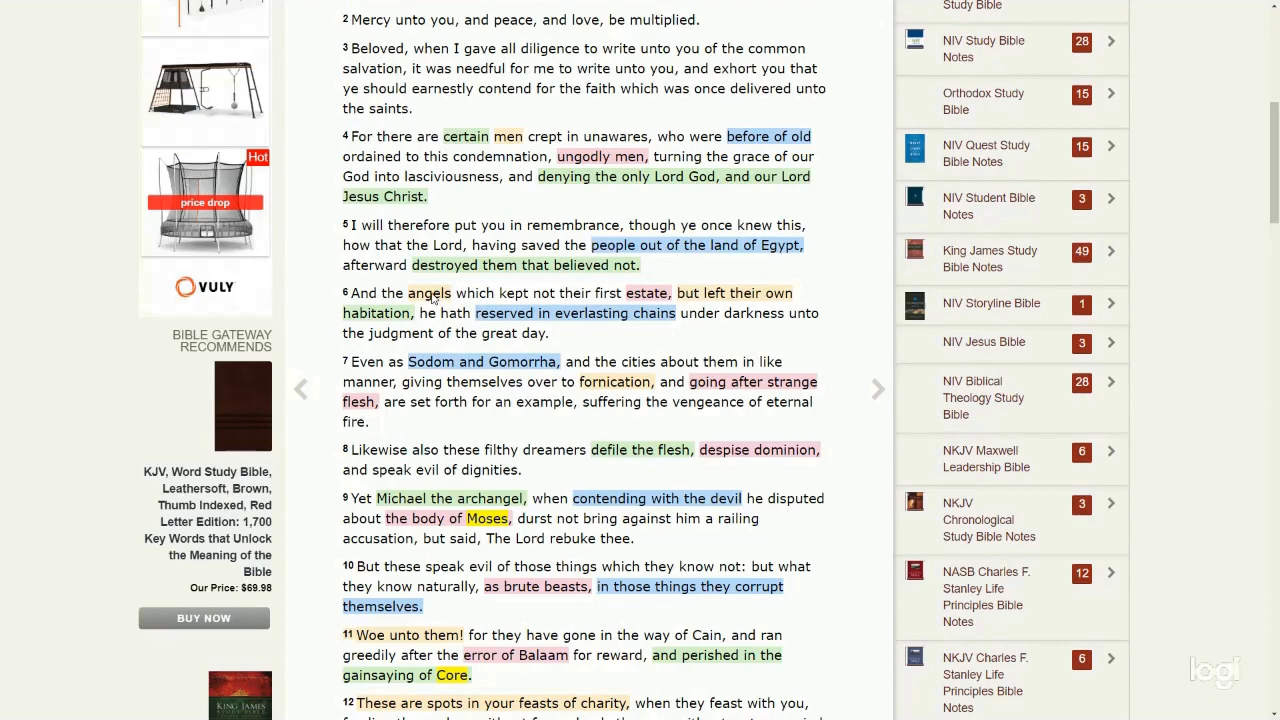 Hot
price drop
VULY
BIBLE GATEWAY
RECOMMENDS
KJV, Word Study Bible,
Leathersoft, Brown,
Thumb Indexed, Red
Letter Edition: 1,700
Key Words that Unlock
the Meaning of the
Bible
Our Price: $69.98
BUY NOW
KING JAMES
2 Mercy unto you, and peace, and love, be multiplied.
3 Beloved, when I gave all diligence to write unto you of the common
salvation, it was needful for me to write unto you, and exhort you that
ye should earnestly contend for the faith which was once delivered unto
the saints.
4 For there are certain men crept in unawares, who were before of old
ordained to this condemnation, ungodly men, turning the grace of our
God into lasciviousness, and denying the only Lord God, and our Lord
Jesus Christ.
5 I will therefore put you in remembrance, though ye once knew this,
how that the Lord, having saved the people out of the land of Egypt,
afterward destroyed them that believed not.
6 And the angels which kept not their first estate, but left their own
habitation, he hath reserved in everlasting chains under darkness unto
the judgment of the great day.
7 Even as Sodom and Gomorrha, and the cities about them in like
manner, giving themselves over to fornication, and going after strange
flesh, are set forth for an example, suffering the vengeance of eternal
fire.
8 Likewise also these filthy dreamers defile the flesh, despise dominion,
and speak evil of dignities.
9 Yet Michael the archangel, when contending with the devil he disputed
about the body of Moses, durst not bring against him a railing
accusation, but said, The Lord rebuke thee.
10 But these speak evil of those things which they know not: but what
they know naturally, as brute beasts, in those things they corrupt
themselves.
11 Woe unto them! for they have gone in the way of Cain, and ran
greedily after the error of Balaam for reward, and perished in the
gainsaying of Core.
12 These are spots in your feasts of charity, when they feast with you,
Study Bible
NIV Study Bible 28
Notes
Orthodox Study 15
Bible
NIV Quest Study 15
Bible Notes
NIV Student Bible 3
Notes
King James Study 49
Bible Notes
NIV Storyline Bible 1
NIV Jesus Bible 3
NIV Biblical 28
Theology Study
Bible
NKJV Maxwell 6
Leadership Bible
NKJV 3
Chronological
Study Bible Notes
NASB Charles F. 12
Stanley Life
Principles Bible
Notes
NKJV Charles F. 6
Stanley Life
Principles Bible
Notes
logi